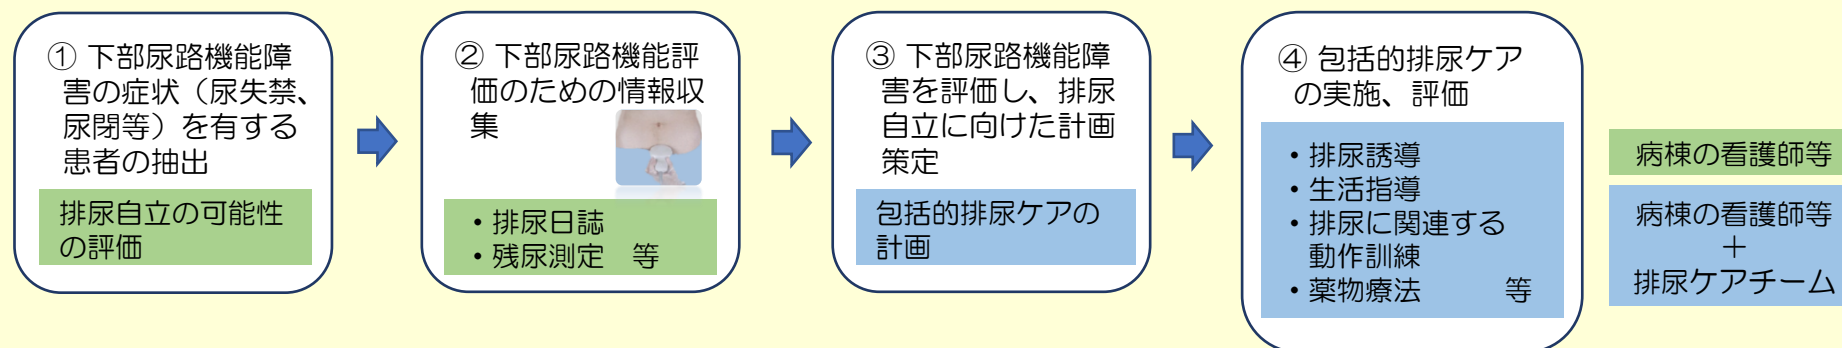 ① 下部尿路機能障
害の症状（尿失禁、
尿閉等）を有する
患者の抽出
排尿自立の可能性
の評価
② 下部尿路機能評
価のための情報収
集
・排尿日誌
・残尿測定　等
③ 下部尿路機能障
害を評価し、排尿
自立に向けた計画
策定
包括的排尿ケアの
計画
④ 包括的排尿ケア
の実施、評価
・排尿誘導
・生活指導
・排尿に関連する
動作訓練
・薬物療法　　等
病棟の看護師等
病棟の看護師等
＋
排尿ケアチーム